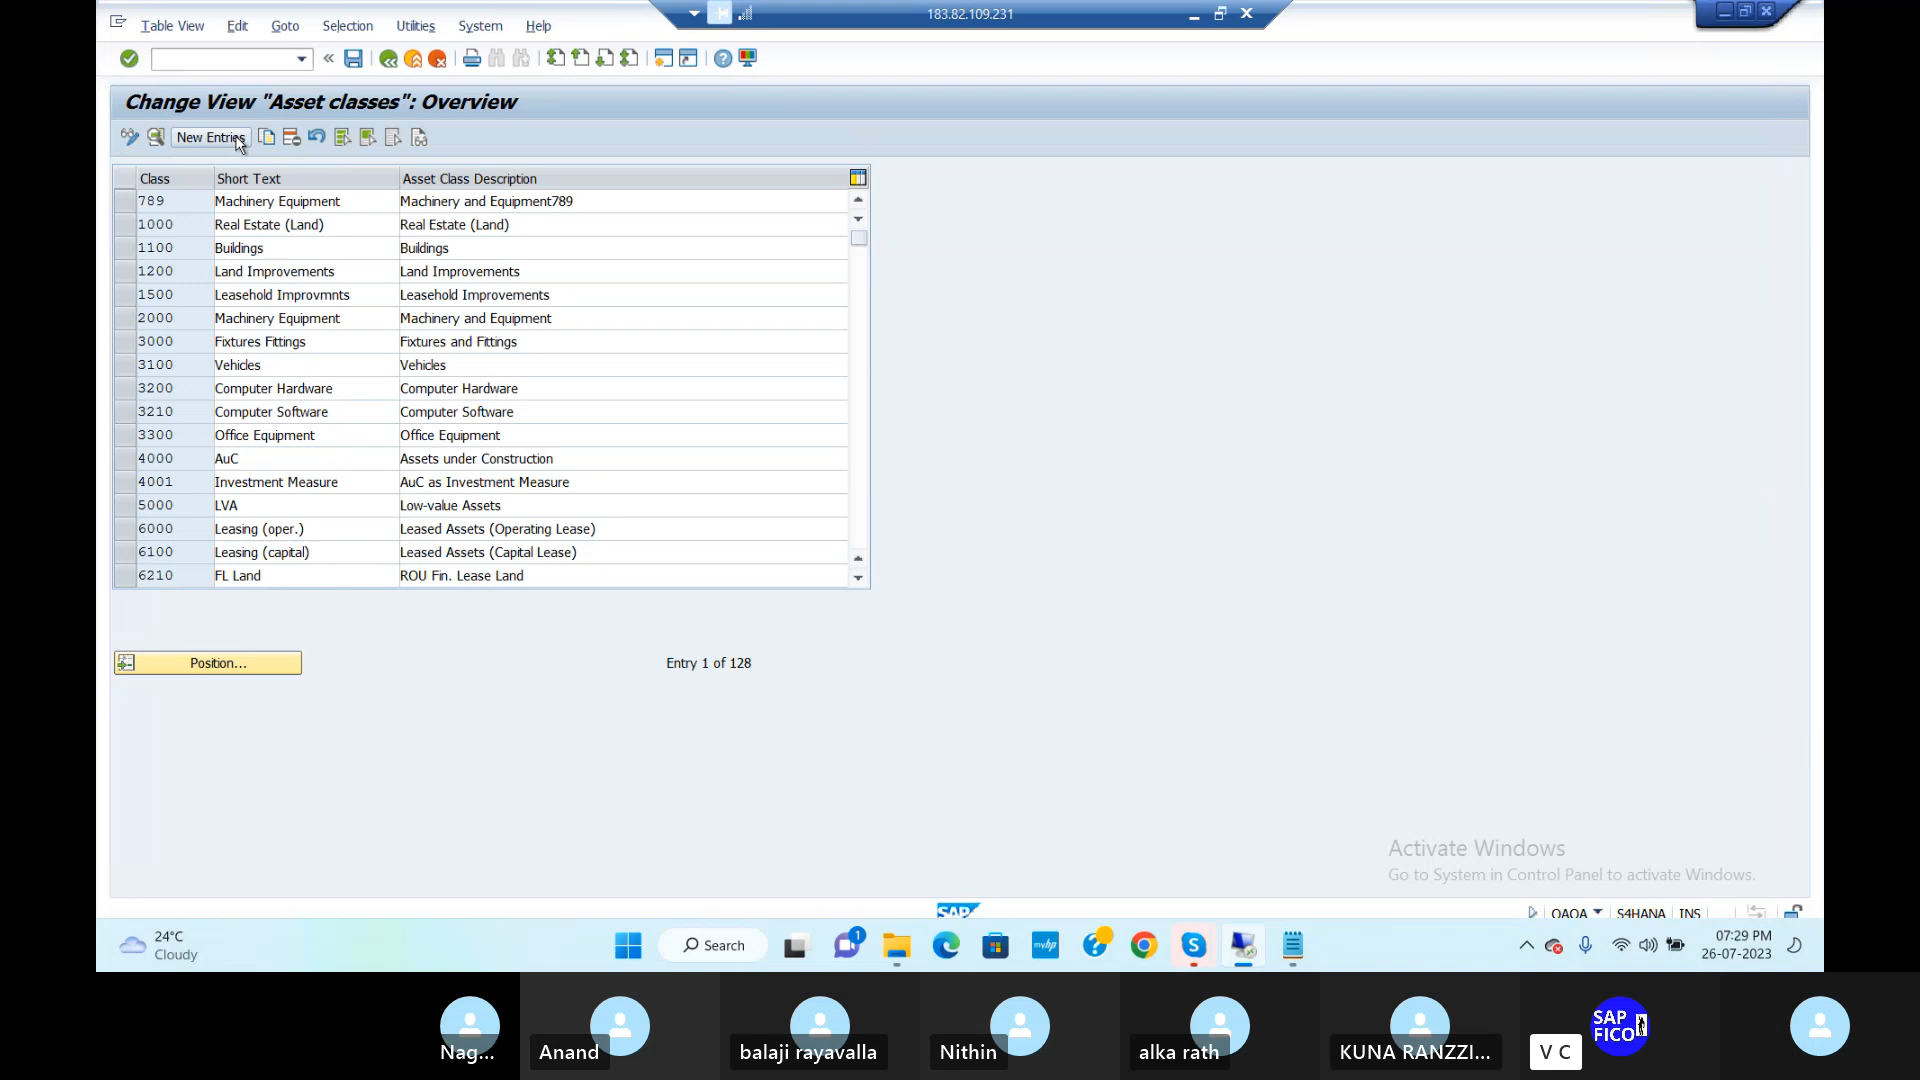 183.82.109.231
Table View Edit Goto Selection Utilities System Help
Change View "Asset classes": Overview
New Entries
Class Short Text Asset Class Description
789 Machinery Equipment Machinery and Equipment789
1000 Real Estate (Land) Real Estate (Land)
1100 Buildings Buildings
1200 Land Improvements Land Improvements
1500 Leasehold Improvmnts Leasehold Improvements
2000 Machinery Equipment Machinery and Equipment
3000 Fixtures Fittings Fixtures and Fittings
3100 Vehicles Vehicles
3200 Computer Hardware Computer Hardware
3210 Computer Software Computer Software
3300 Office Equipment Office Equipment
4000 AuC Assets under Construction
4001 Investment Measure AuC as Investment Measure
5000 LVA Low-value Assets
6000 Leasing (oper.) Leased Assets (Operating Lease)
6100 Leasing (capital) Leased Assets (Capital Lease)
6210 FL Land ROU Fin. Lease Land
Position... Entry 1 of 128
Activate Windows
Go to System in Control Panel to activate Windows.
SAP QAOA S4HANA INS
24°C
Cloudy
Search
1
myhp
07:29 PM
26-07-2023
SAP
FICO
Nag... Anand balaji rayavalla Nithin alka rath KUNA RANZZI... V C